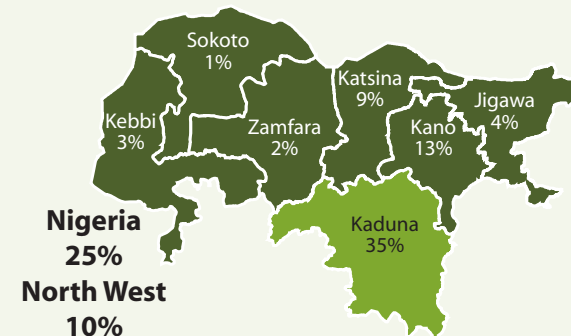 Sokoto
1%
Katsina
9%
Jigawa
4%
Kebbi
3%
Zamfara
2%
Kano
13%
Kaduna
35%
Nigeria
25%
North West
10%